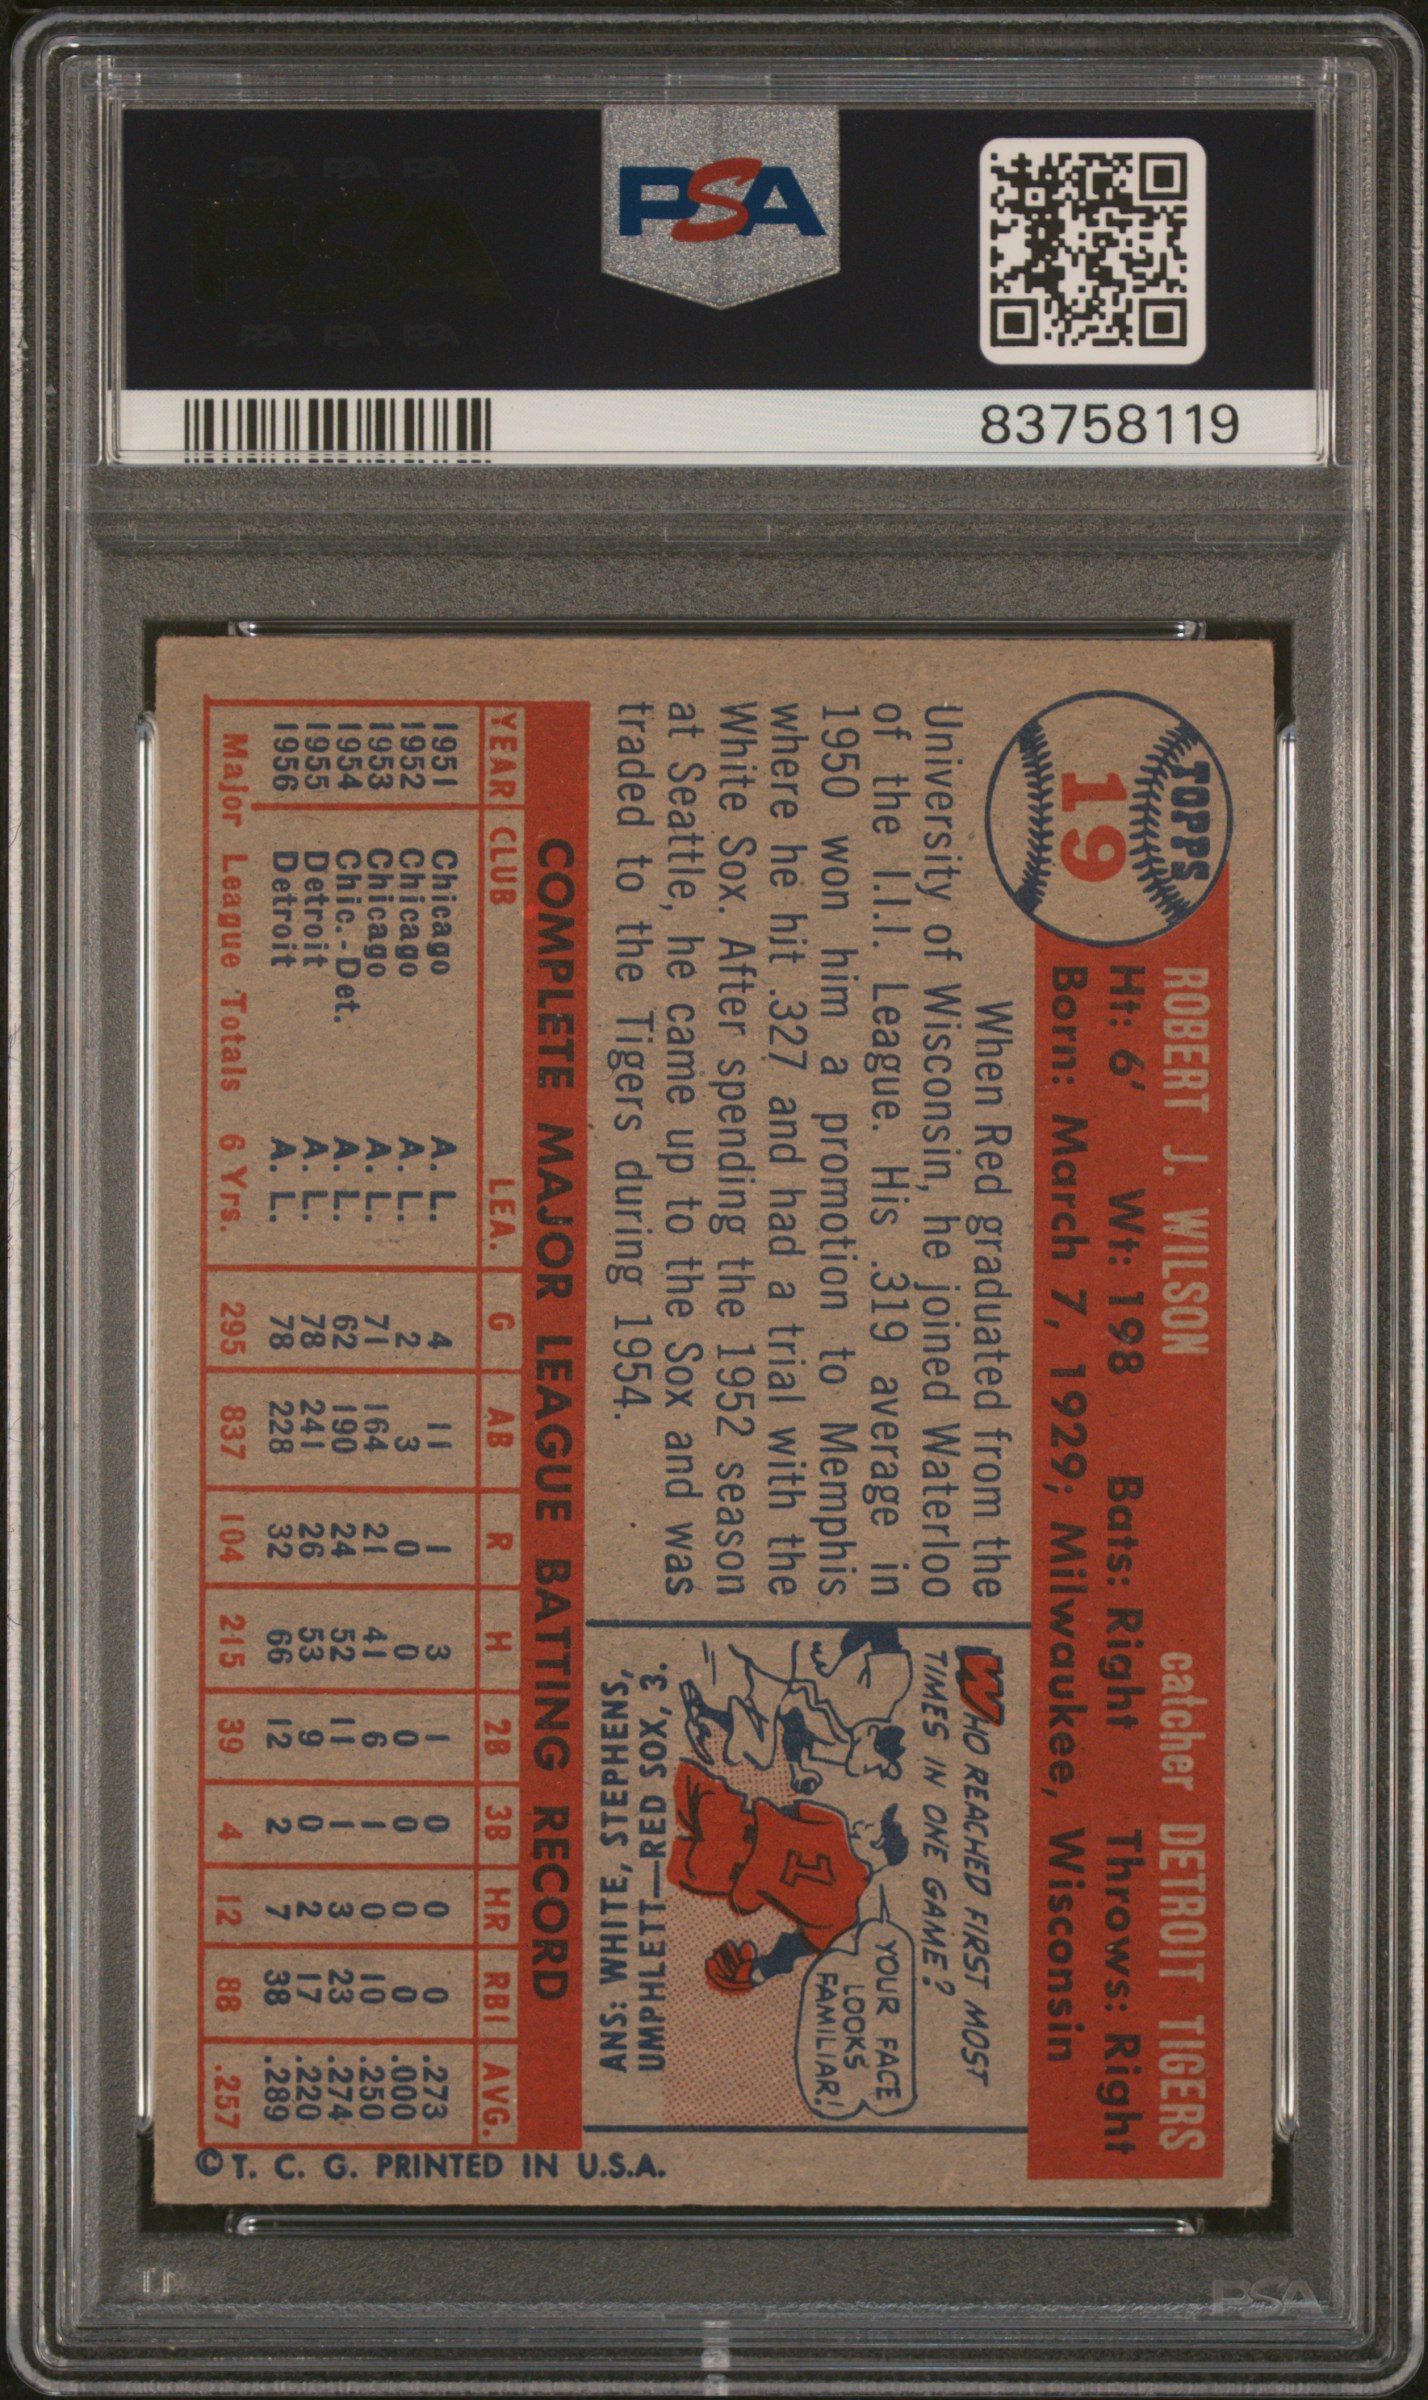 PSA PSA PSA
PSA
PSA PSA PSA
PSA
83758119
TOPPS
19
ROBERT J. WILSON catcher DETROIT TIGERS
Ht: 6' Wt: 198 Bats: Right Throws: Right
Born: March 7, 1929; Milwaukee, Wisconsin
When Red graduated from the
University of Wisconsin, he joined Waterloo
of the I.I.I. League. His .319 average in
1950 won him a promotion to Memphis
where he hit .327 and had a trial with the
White Sox. After spending the 1952 season
at Seattle, he came up to the Sox and was
traded to the Tigers during 1954.
WHO REACHED FIRST MOST
TIMES IN ONE GAME?
YOUR FACE
LOOKS
FAMILIAR!
1
ANS: WHITE, STEPHENS,
UMPHLETT—RED SOX, 3.
COMPLETE MAJOR LEAGUE BATTING RECORD
YEAR CLUB LEA. G AB R H 2B 3B HR RBI AVG.
1951 Chicago A. L. 4 11 1 3 1 0 0 0 .273
1952 Chicago A. L. 2 3 0 0 0 0 0 0 .000
1953 Chicago A. L. 71 164 21 41 6 1 0 10 .250
1954 Chic.-Det. A. L. 62 190 24 52 11 1 3 23 .274
1955 Detroit A. L. 78 241 26 53 9 0 2 17 .220
1956 Detroit A. L. 78 228 32 66 12 2 7 38 .289
Major League Totals 6 Yrs. 295 837 104 215 39 4 12 88 .257
© T. C. G. PRINTED IN U.S.A.
PSA